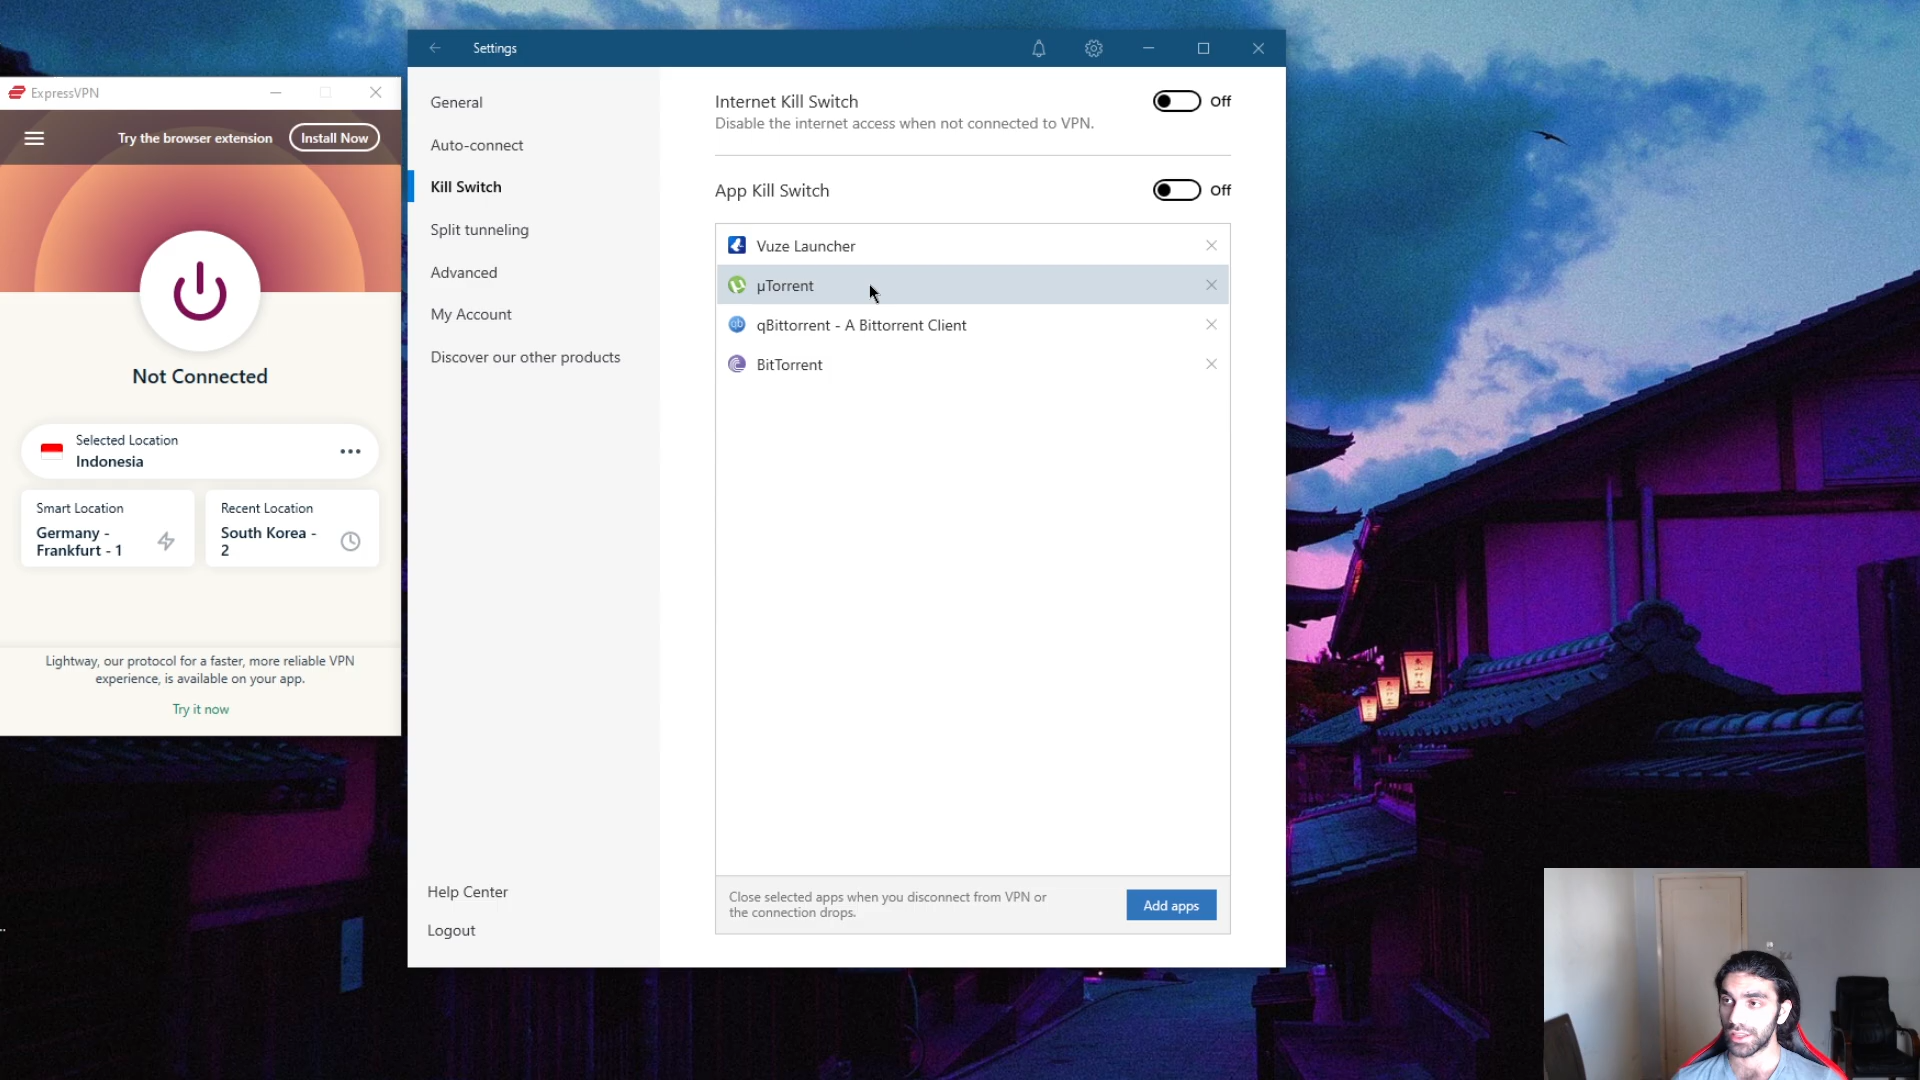 ExpressVPN
Try the browser extension
Install Now
Not Connected
Selected Location
Indonesia
Smart Location
Germany -
Frankfurt - 1
Recent Location
South Korea -
2
Lightway, our protocol for a faster, more reliable VPN
experience, is available on your app.
Try it now
Settings
General
Auto-connect
Kill Switch
Split tunneling
Advanced
My Account
Discover our other products
Help Center
Logout
Internet Kill Switch
Off
Disable the internet access when not connected to VPN.
App Kill Switch
Off
Vuze Launcher
µTorrent
qBittorrent - A Bittorrent Client
BitTorrent
Close selected apps when you disconnect from VPN or
the connection drops.
Add apps